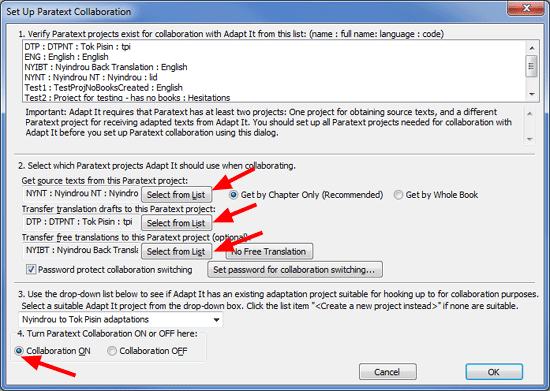 Set Up Paratext Collaboration
1. Verify Paratext projects exist for collaboration with Adapt It from this list: (name : full name: language : code)
DTP : DTPNT : Tok Pisin : tpi
ENG : English : English
NYIBT : Nyindrou Back Translation : English
NYNT : Nyindrou NT : Nyindrou : lid
Test1 : TestProjNoBooksCreated : English
Test2 : Project for testing - has no books : Hesitations
Important: Adapt It requires that Paratext has at least two projects: One project for obtaining source texts, and a different
Paratext project for receiving adapted texts from Adapt It. You should set up all Paratext projects needed for collaboration with
Adapt It before you set up Paratext collaboration using this dialog.
2. Select which Paratext projects Adapt It should use when collaborating.
Get source texts from this Paratext project:
NYNT : Nyindrou NT : Nyindro Select from List Get by Chapter Only (Recommended) Get by Whole Book
Transfer translation drafts to this Paratext project:
DTP : DTPNT : Tok Pisin : tpi Select from List
Transfer free translations to this Paratext project (optional)
NYIBT : Nyindrou Back Transla Select from List No Free Translation
Password protect collaboration switching Set password for collaboration switching...
3. Use the drop-down list below to see if Adapt It has an existing adaptation project suitable for hooking up to for collaboration purposes.
Select a suitable Adapt It project from the drop-down box. Click the list item "<Create a new project instead>" if none are suitable.
Nyindrou to Tok Pisin adaptations
4. Turn Paratext Collaboration ON or OFF here:
Collaboration ON Collaboration OFF
Cancel OK